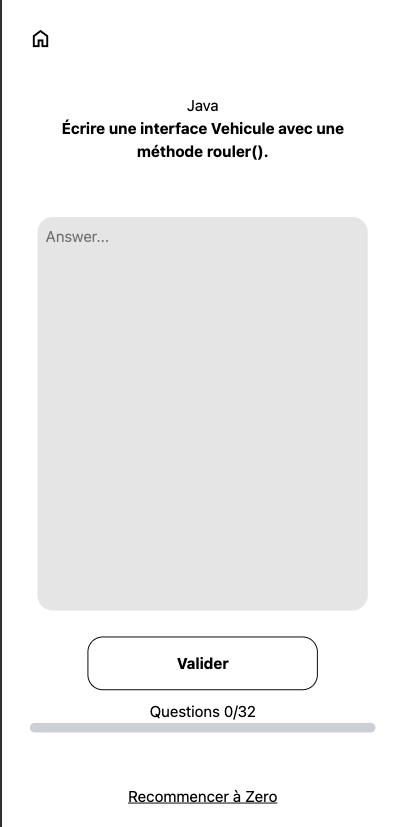 Java
Écrire une interface Vehicule avec une
méthode rouler().
Answer...
Valider
Questions 0/32
Recommencer à Zero